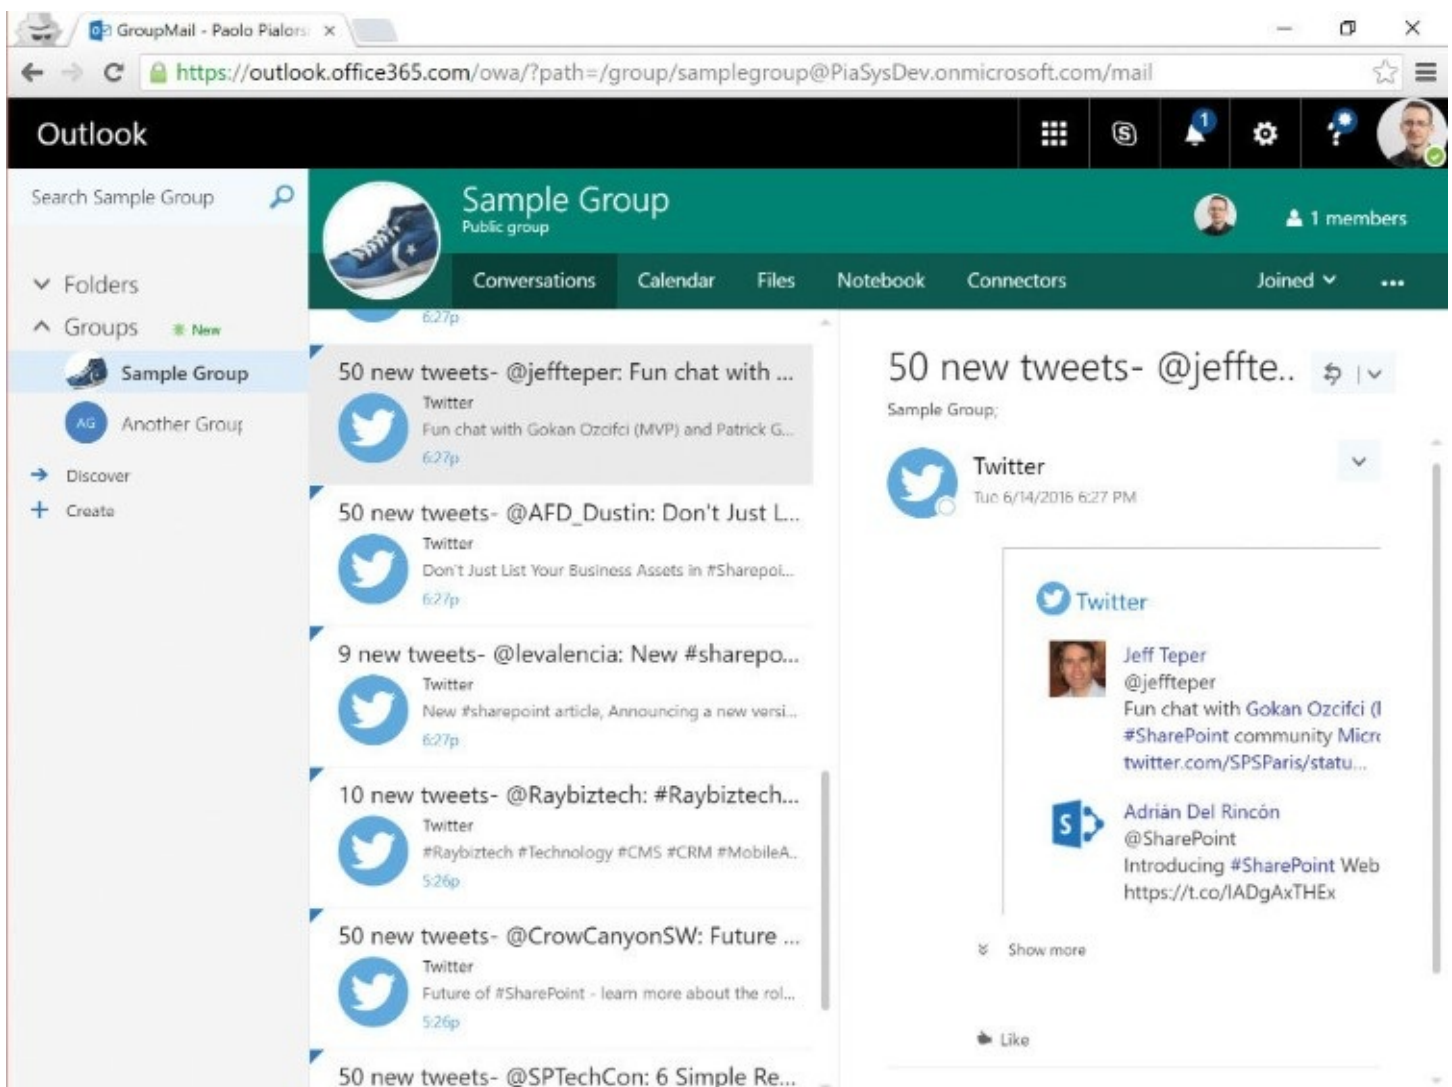 GroupMail - Paolo Pialors
https://outlook.office365.com/owa/?path=/group/samplegroup@PiaSysDev.onmicrosoft.com/mail
Outlook
1
?
Search Sample Group
Folders
Groups
New
Sample Group
AG
Another Group
Discover
Create
Sample Group
Public group
1 members
Conversations
Calendar
Files
Notebook
Connectors
Joined
6:27p
50 new tweets- @jeffteper: Fun chat with ...
Twitter
Fun chat with Gokan Ozcifci (MVP) and Patrick G...
6:27p
50 new tweets- @AFD_Dustin: Don't Just L...
Twitter
Don't Just List Your Business Assets in #Sharepoi...
6:27p
9 new tweets- @levalencia: New #sharepo...
Twitter
New #sharepoint article, Announcing a new versi...
6:27p
10 new tweets- @Raybiztech: #Raybiztech...
Twitter
#Raybiztech #Technology #CMS #CRM #MobileA..
5:26p
50 new tweets- @CrowCanyonSW: Future ...
Twitter
Future of #SharePoint - learn more about the rol...
5:26p
50 new tweets- @SPTechCon: 6 Simple Re...
50 new tweets- @jeffte..
Sample Group;
Twitter
Tue 6/14/2016 6:27 PM
Twitter
Jeff Teper
@jeffteper
Fun chat with Gokan Ozcifci (
#SharePoint community Micro
twitter.com/SPSParis/statu...
Adrián Del Rincón
@SharePoint
Introducing #SharePoint Web
https://t.co/lADgAxTHEx
Show more
Like